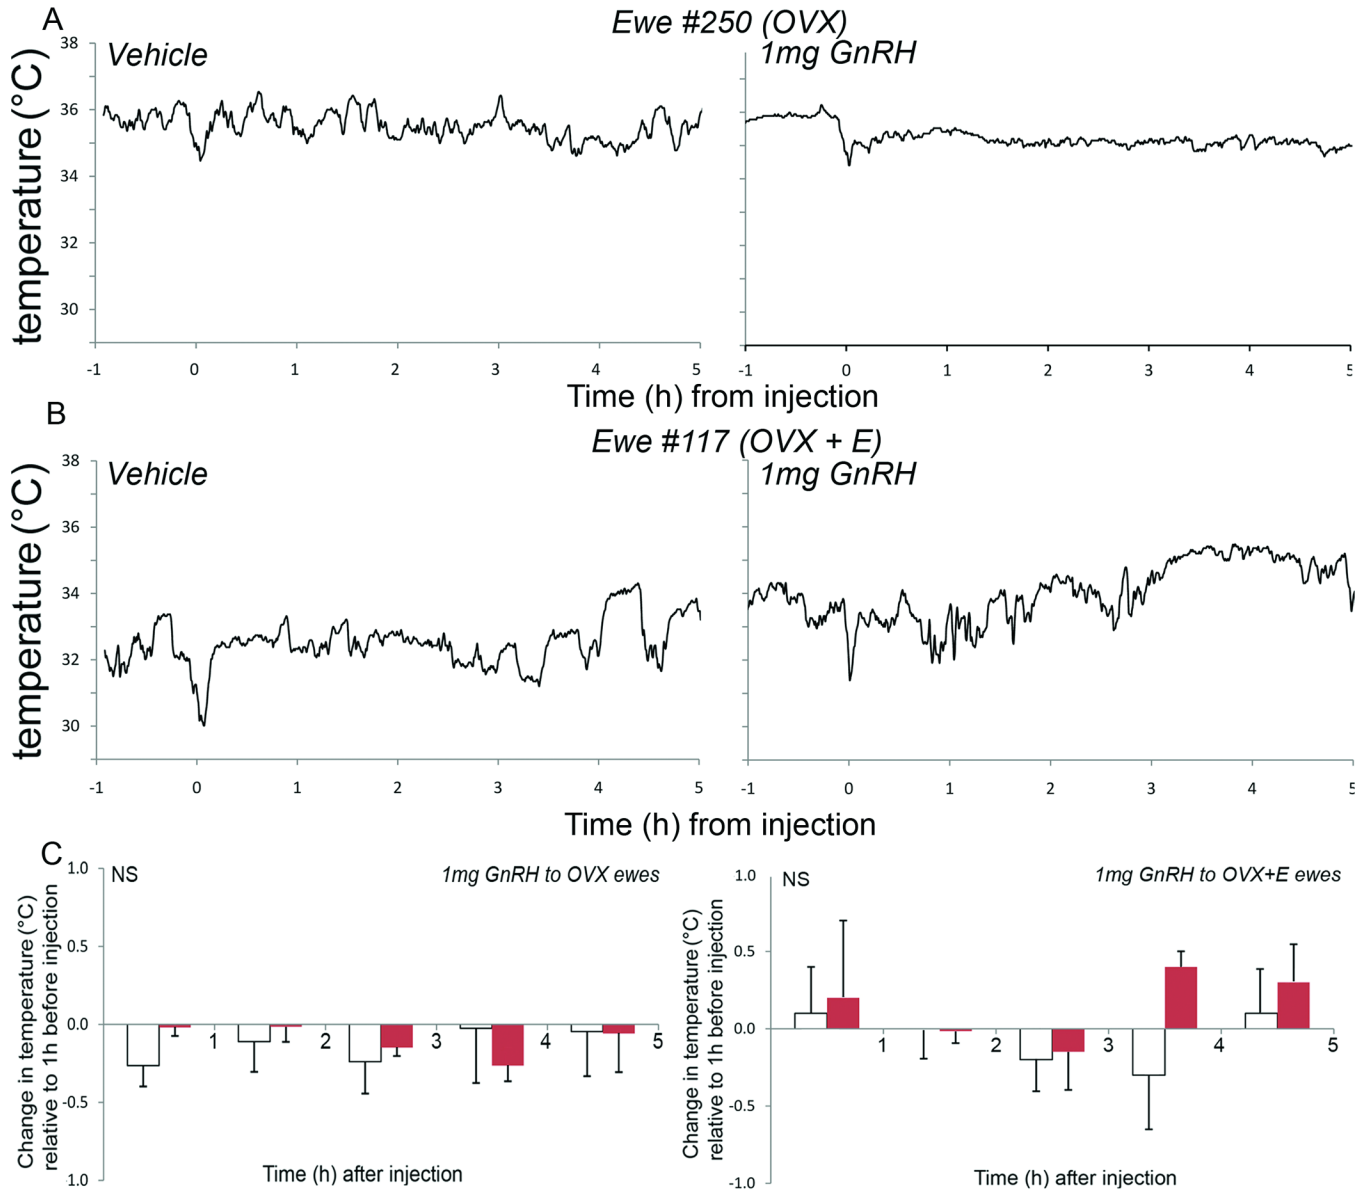 A
Ewe #250 (OVX)
Vehicle
1mg GnRH
temperature (°C)
38
36
34
32
30
-1 0 1 2 3 4 5
-1 0 1 2 3 4 5
Time (h) from injection
B
Ewe #117 (OVX + E)
Vehicle
1mg GnRH
temperature (°C)
38
36
34
32
30
-1 0 1 2 3 4 5
-1 0 1 2 3 4 5
Time (h) from injection
C
NS
1mg GnRH to OVX ewes
Change in temperature (°C)
relative to 1h before injection
1.0
0.5
0.0
-0.5
-1.0
1 2 3 4 5
Time (h) after injection
NS
1mg GnRH to OVX+E ewes
Change in temperature (°C)
relative to 1h before injection
1.0
0.5
0.0
-0.5
-1.0
1 2 3 4 5
Time (h) after injection